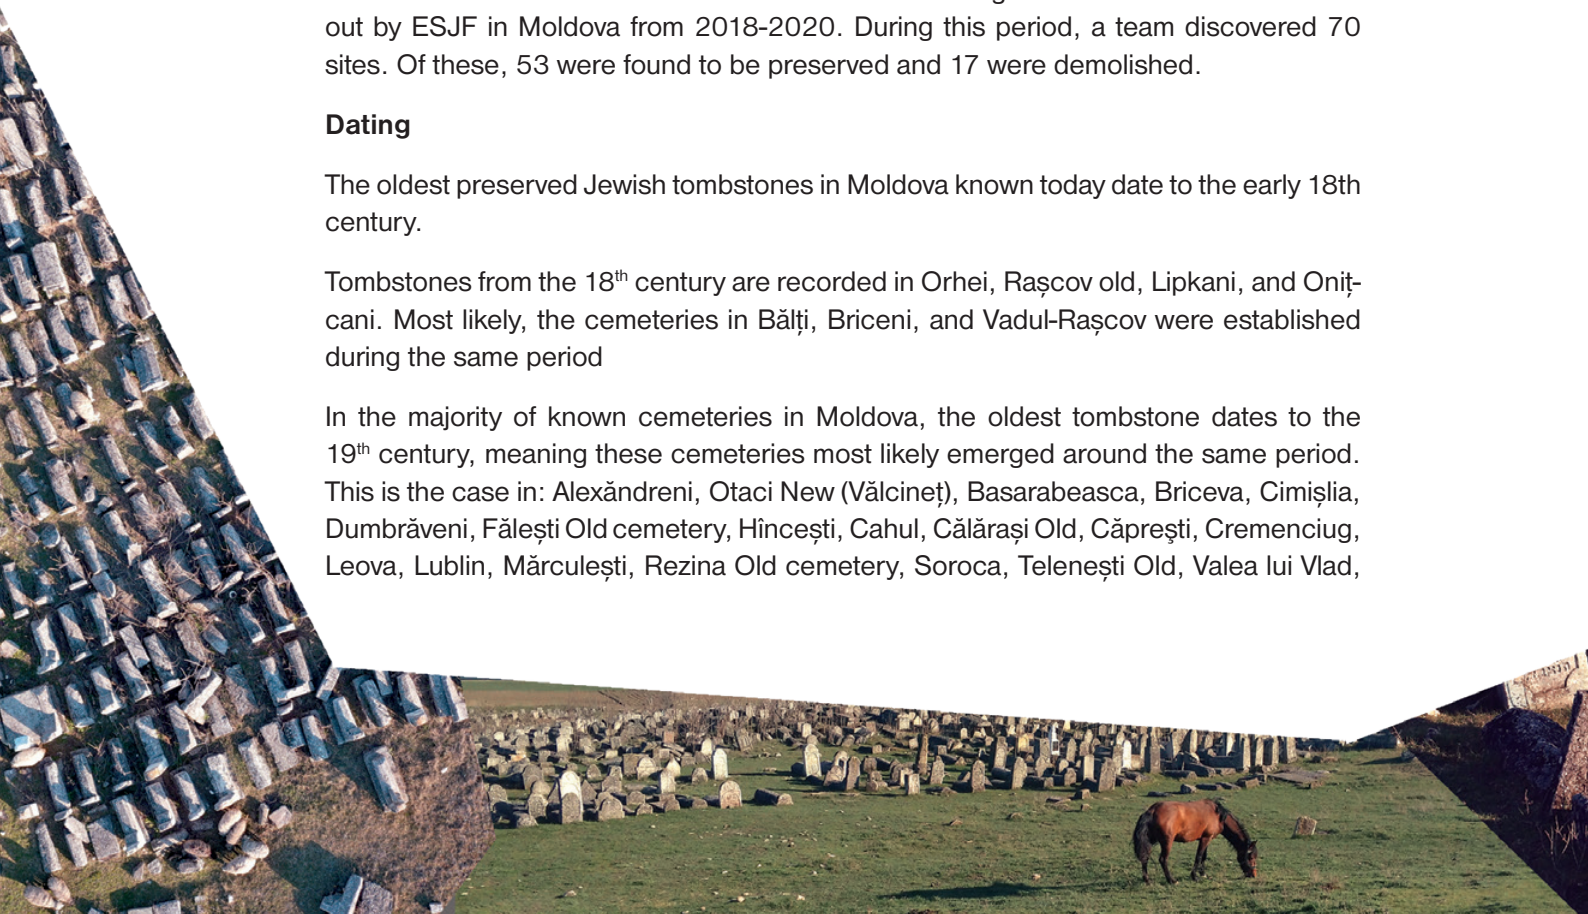 out by ESJF in Moldova from 2018-2020. During this period, a team discovered 70
sites. Of these, 53 were found to be preserved and 17 were demolished.
Dating
The oldest preserved Jewish tombstones in Moldova known today date to the early 18th
century.
Tombstones from the 18th century are recorded in Orhei, Rașcov old, Lipkani, and Oniț-
cani. Most likely, the cemeteries in Bălți, Briceni, and Vadul-Rașcov were established
during the same period
In the majority of known cemeteries in Moldova, the oldest tombstone dates to the
19th century, meaning these cemeteries most likely emerged around the same period.
This is the case in: Alexăndreni, Otaci New (Vălcineț), Basarabeasca, Briceva, Cimișlia,
Dumbrăveni, Fălești Old cemetery, Hîncești, Cahul, Călărași Old, Căpreşti, Cremenciug,
Leova, Lublin, Mărculești, Rezina Old cemetery, Soroca, Telenești Old, Valea lui Vlad,